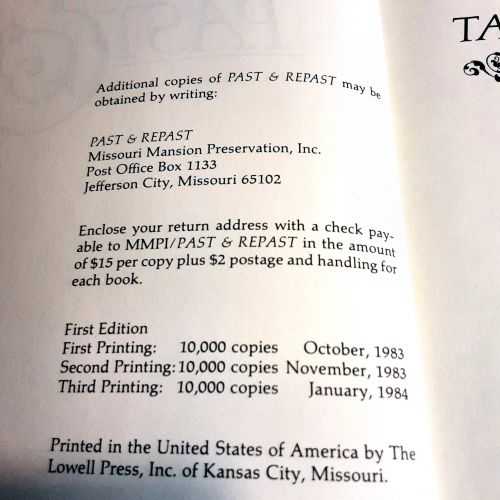 Additional copies of PAST & REPAST may be
obtained by writing:
PAST & REPAST
Missouri Mansion Preservation, Inc.
Post Office Box 1133
Jefferson City, Missouri 65102
Enclose your return address with a check pay-
able to MMPI/PAST & REPAST in the amount
of $15 per copy plus $2 postage and handling for
each book.
First Edition
First Printing: 10,000 copies October, 1983
Second Printing: 10,000 copies November, 1983
Third Printing: 10,000 copies January, 1984
Printed in the United States of America by The
Lowell Press, Inc. of Kansas City, Missouri.
TA